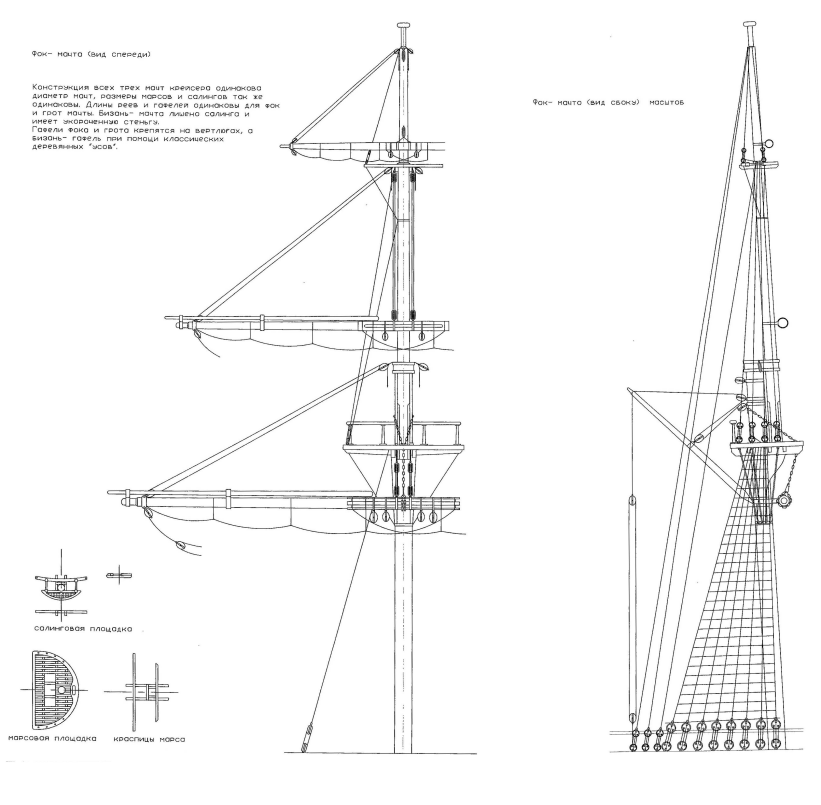 Фок- мачта (вид спереди)
Конструкция всех трех мачт крейсера одинакова
диаметр мачт, размеры марсов и салингов так же
одинаковы. Длины реев и гафелей одинаковы для фок
и грот мачты. Бизань- мачта лишена салинга и
имеет укороченную стеньгу.
Гафели фока и грота крепятся на вертлюгах, а
бизань- гафель при помощи классических
деревянных "усов".
Фок- мачта (вид сбоку) масштаб
салинговая площадка
марсовая площадка
краспицы марса